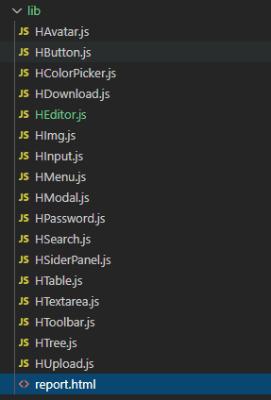 lib
JS HAvatar.js
JS HButton.js
JS HColorPicker.js
JS HDownload.js
JS HEditor.js
JS HImg.js
JS HInput.js
JS HMenu.js
JS HModal.js
JS HPassword.js
JS HSearch.js
JS HSiderPanel.js
JS HTable.js
JS HTextarea.js
JS HToolbar.js
JS HTree.js
JS HUpload.js
<> report.html